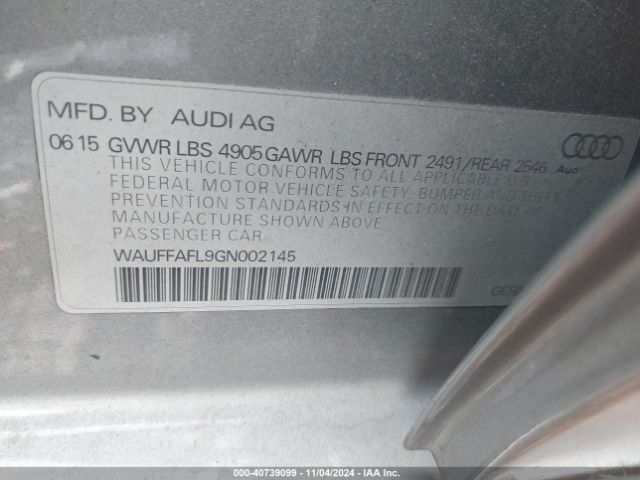 MFD. BY AUDI AG
06 15 GVWR LBS 4905 GAWR LBS FRONT 2491/REAR 2546 Audi
THIS VEHICLE CONFORMS TO ALL APPLICABLE U.S.
FEDERAL MOTOR VEHICLE SAFETY, BUMPER AND THEFT
PREVENTION STANDARDS IN EFFECT ON THE DATE OF
MANUFACTURE SHOWN ABOVE
PASSENGER CAR
WAUFFAFL9GN002145
000-40739099 — 11/04/2024 — IAA Inc.